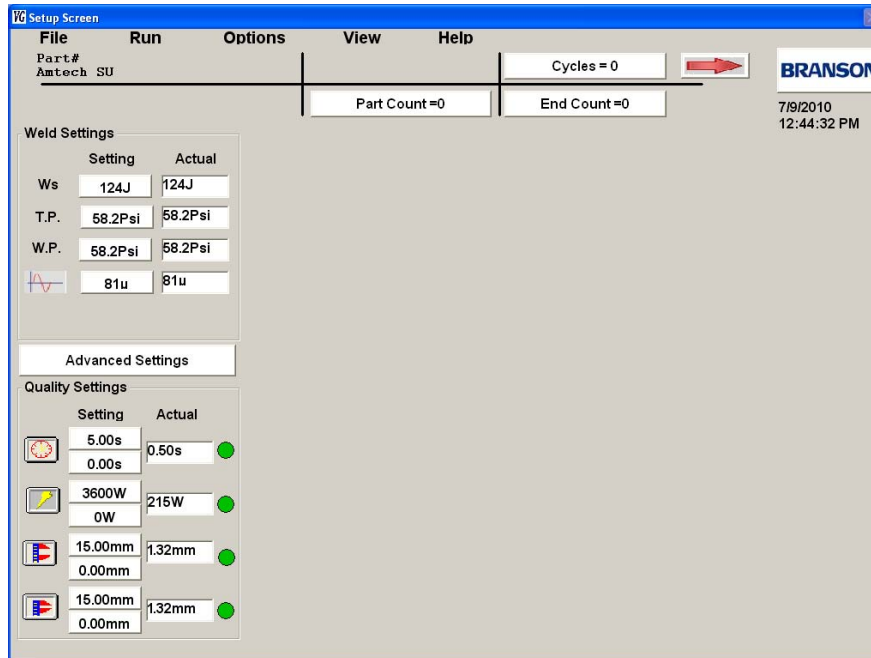 VG Setup Screen
File Run Options View Help
Part#
Amtech SU
Cycles = 0
BRANSON
Part Count =0 End Count =0
7/9/2010
12:44:32 PM
Weld Settings
Setting Actual
Ws 124J 124J
T.P. 58.2Psi 58.2Psi
W.P. 58.2Psi 58.2Psi
81u 81u
Advanced Settings
Quality Settings
Setting Actual
5.00s
0.50s
0.00s
3600W
215W
0W
15.00mm
1.32mm
0.00mm
15.00mm
1.32mm
0.00mm